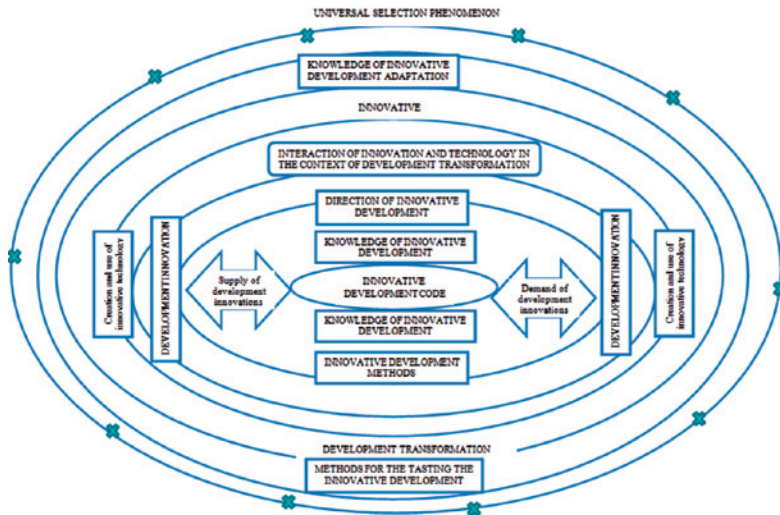 UNIVERSAL SELECTION PHENOMENON
KNOWLEDGE OF INNOVATIVE
DEVELOPMENT ADAPTATION
INNOVATIVE
INTERACTION OF INNOVATION AND TECHNOLOGY IN
THE CONTEXT OF DEVELOPMENT TRANSFORMATION
DIRECTION OF INNOVATIVE
DEVELOPMENT
KNOWLEDGE OF INNOVATIVE
DEVELOPMENT
Creation and use of
innovative technology
DEVELOPMENT INNOVATION
Supply of
development
innovations
INNOVATIVE
DEVELOPMENT CODE
Demand of
development
innovations
DEVELOPMENT INNOVATION
Creation and use of
innovative technology
KNOWLEDGE OF INNOVATIVE
DEVELOPMENT
INNOVATIVE DEVELOPMENT
METHODS
DEVELOPMENT TRANSFORMATION
METHODS FOR THE TASTING THE
INNOVATIVE DEVELOPMENT